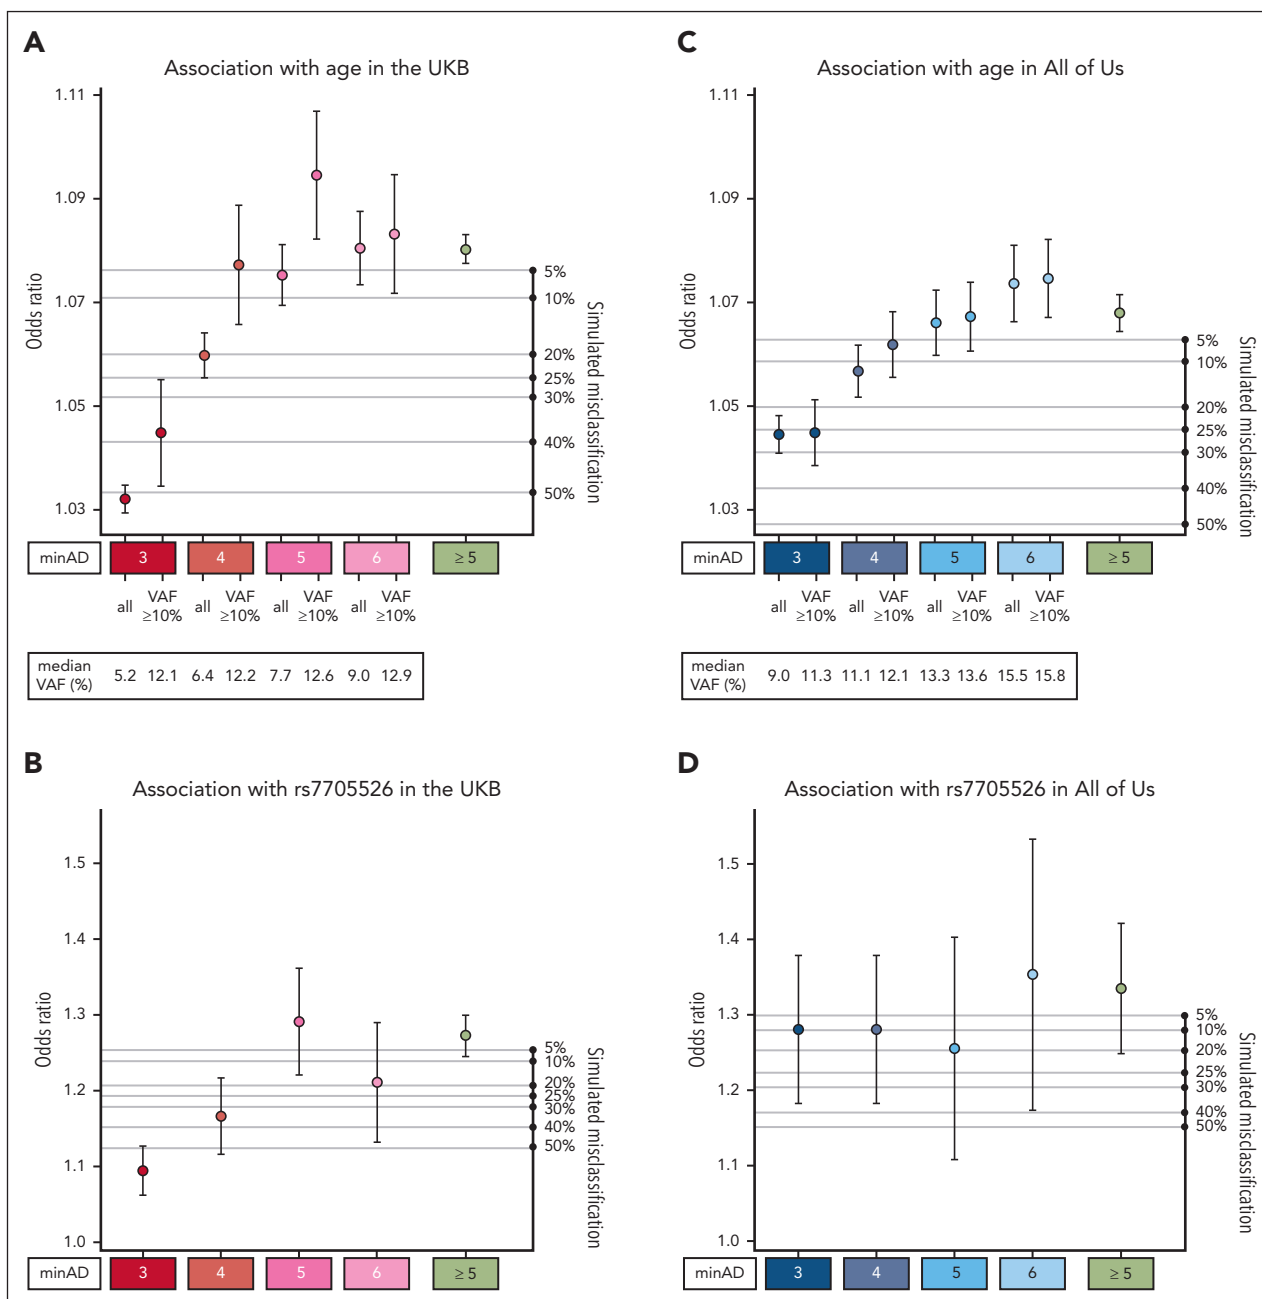 A
Association with age in the UKB
Odds ratio
1.11
1.09
1.07
1.05
1.03
5%
10%
20%
25%
30%
40%
50%
Simulated misclassification
minAD 3 4 5 6 ≥ 5
all VAF ≥10% all VAF ≥10% all VAF ≥10% all VAF ≥10%
median VAF (%) 5.2 12.1 6.4 12.2 7.7 12.6 9.0 12.9
C
Association with age in All of Us
Odds ratio
1.11
1.09
1.07
1.05
1.03
5%
10%
20%
25%
30%
40%
50%
Simulated misclassification
minAD 3 4 5 6 ≥ 5
all VAF ≥10% all VAF ≥10% all VAF ≥10% all VAF ≥10%
median VAF (%) 9.0 11.3 11.1 12.1 13.3 13.6 15.5 15.8
B
Association with rs7705526 in the UKB
Odds ratio
1.5
1.4
1.3
1.2
1.1
1.0
5%
10%
20%
25%
30%
40%
50%
Simulated misclassification
minAD 3 4 5 6 ≥ 5
D
Association with rs7705526 in All of Us
Odds ratio
1.5
1.4
1.3
1.2
1.1
1.0
5%
10%
20%
25%
30%
40%
50%
Simulated misclassification
minAD 3 4 5 6 ≥ 5